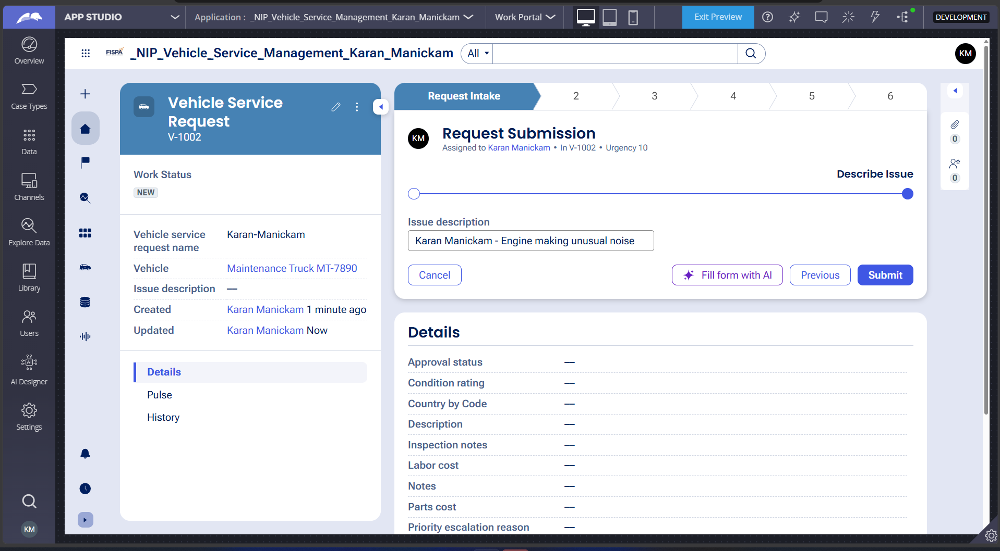 APP STUDIO
Application : _NIP_Vehicle_Service_Management_Karan_Manickam
Work Portal
Exit Preview
DEVELOPMENT
Overview
Case Types
Data
Channels
Explore Data
Library
Users
AI
AI Designer
Settings
KM
FISPA
_NIP_Vehicle_Service_Management_Karan_Manickam
All
KM
Vehicle Service
Request
V-1002
Work Status
NEW
Vehicle service
request name
Karan-Manickam
Vehicle
Maintenance Truck MT-7890
Issue description
—
Created
Karan Manickam 1 minute ago
Updated
Karan Manickam Now
Details
Pulse
History
Request Intake
2
3
4
5
6
KM
Request Submission
Assigned to Karan Manickam • In V-1002 • Urgency 10
Describe Issue
Issue description
Karan Manickam - Engine making unusual noise
Cancel
Fill form with AI
Previous
Submit
0
0
Details
Approval status —
Condition rating —
Country by Code —
Description —
Inspection notes —
Labor cost —
Notes —
Parts cost —
Priority escalation reason —